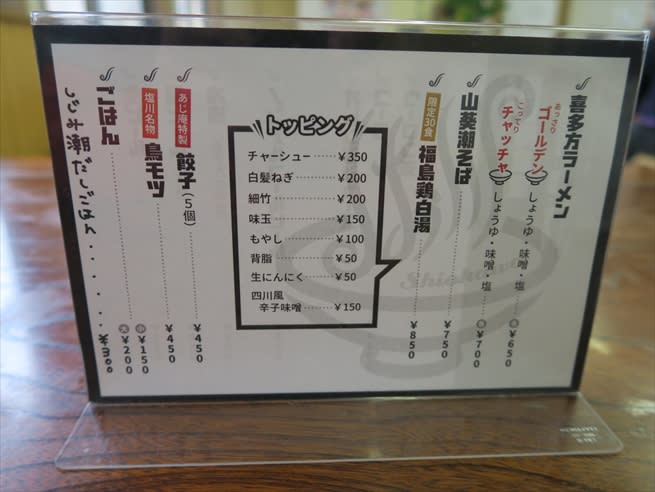 喜多方ラーメン
あっさり
ゴールデン しょうゆ・味噌・塩 ¥650
こってり
チャッチャ しょうゆ・味噌・塩 ¥700
山葵潮そば ¥750
限定30食
福島鶏白湯 ¥850
トッピング
チャーシュー ¥350
白髪ねぎ ¥200
細竹 ¥200
味玉 ¥150
もやし ¥100
背脂 ¥50
生にんにく ¥50
四川風
辛子味噌 ¥150
あじ庵特製
餃子(5個) ¥450
塩川名物
鳥モツ ¥450
ごはん 小 ¥150
大 ¥200
しじみ潮だしごはん ¥300